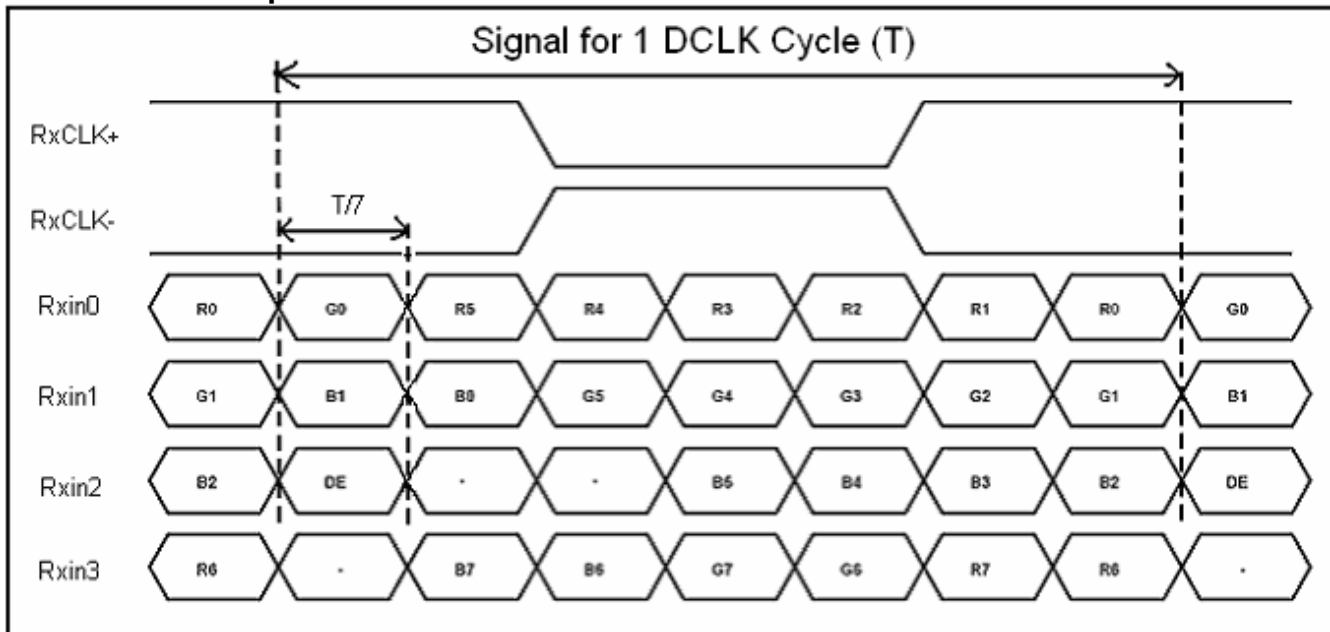 Signal for 1 DCLK Cycle (T)
RxCLK+
RxCLK-
T/7
Rxin0 R0 G0 R5 R4 R3 R2 R1 R0 G0
Rxin1 G1 B1 B0 G5 G4 G3 G2 G1 B1
Rxin2 B2 DE - - B5 B4 B3 B2 DE
Rxin3 R6 - B7 B6 G7 G6 R7 R6 -